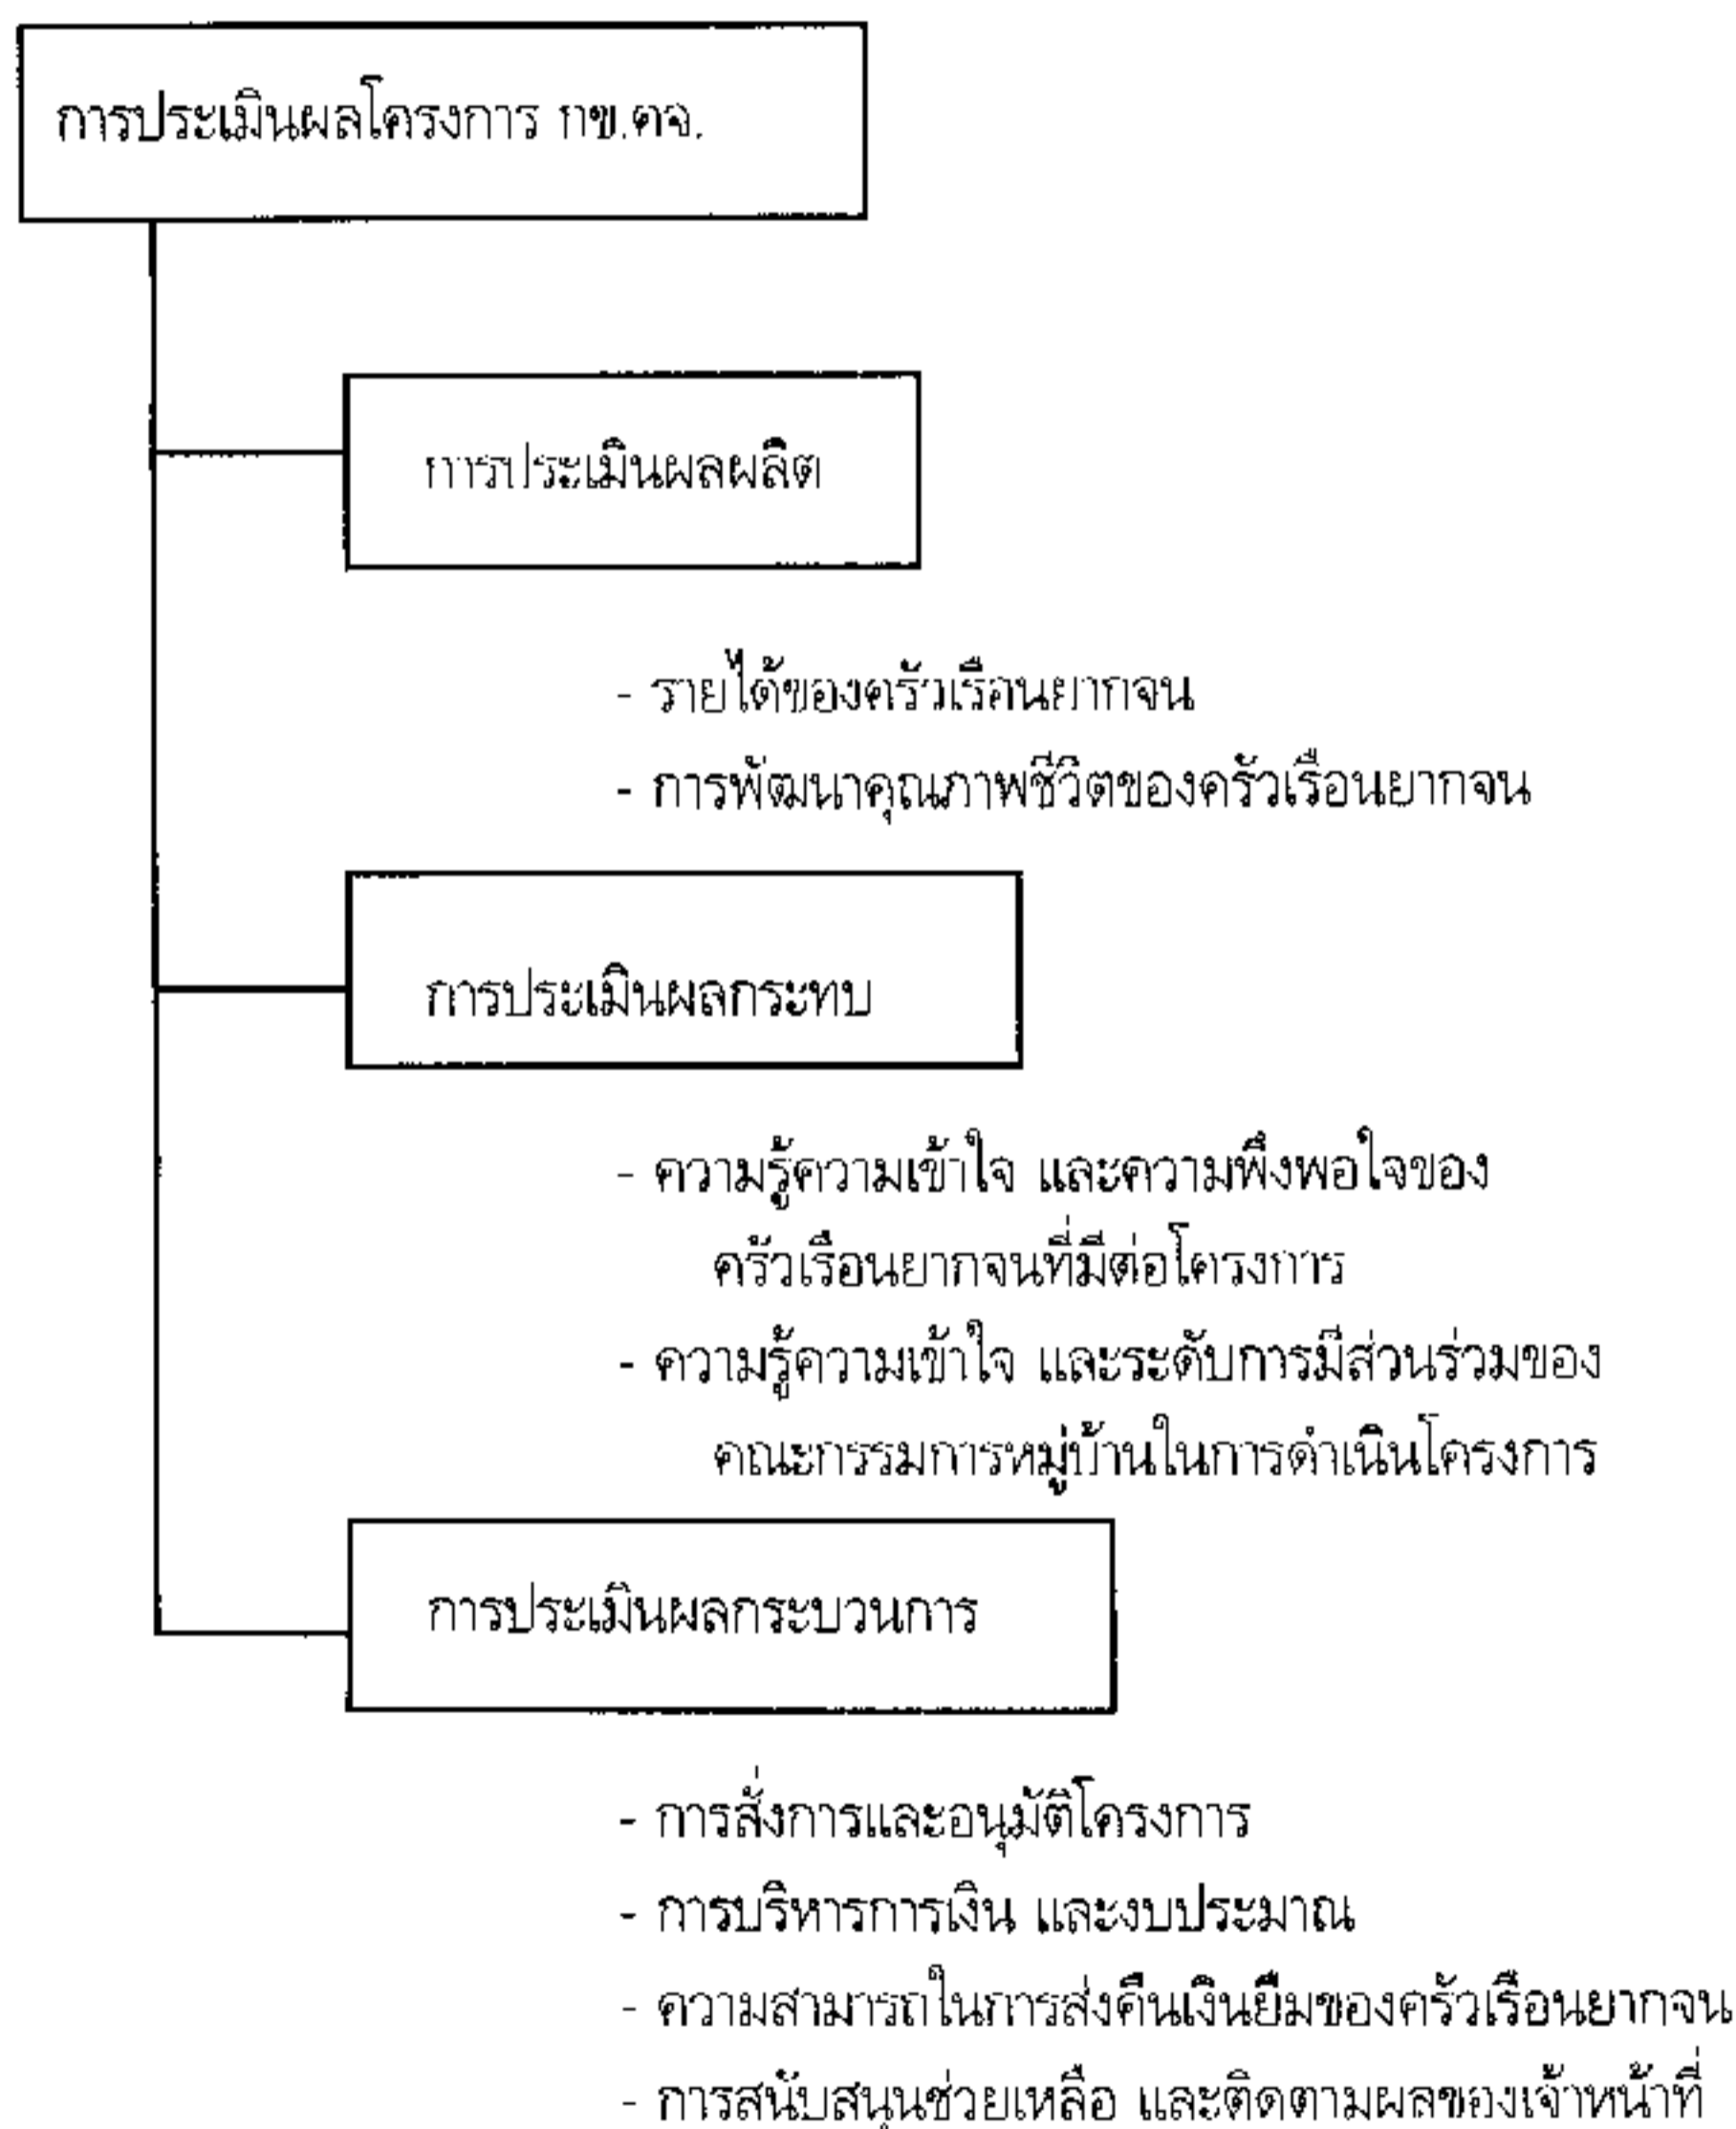 การประเมินผลโครงการ กข.คจ.
การประเมินผลผลิต
- รายได้ของครัวเรือนยากจน
- การพัฒนาคุณภาพชีวิตของครัวเรือนยากจน
การประเมินผลกระทบ
- ความรู้ความเข้าใจ และความพึงพอใจของ
ครัวเรือนยากจนที่มีต่อโครงการ
- ความรู้ความเข้าใจ และระดับการมีส่วนร่วมของ
คณะกรรมการหมู่บ้านในการดำเนินโครงการ
การประเมินผลกระบวนการ
- การสั่งการและอนุมัติโครงการ
- การบริหารการเงิน และงบประมาณ
- ความสามารถในการส่งคืนเงินยืมของครัวเรือนยากจน
- การสนับสนุนช่วยเหลือ และติดตามผลของเจ้าหน้าที่